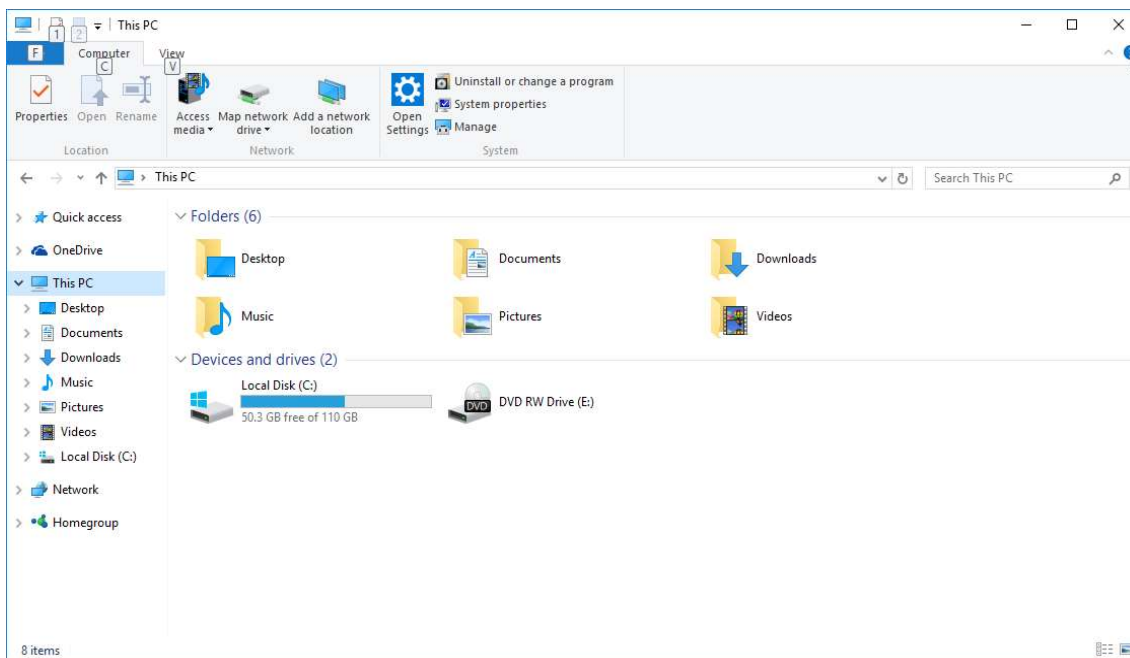 This PC
1
2
F
Computer
View
C
V
Properties
Open
Rename
Access media
Map network drive
Add a network location
Open Settings
Uninstall or change a program
System properties
Manage
Location
Network
System
This PC
Search This PC
Quick access
OneDrive
This PC
Desktop
Documents
Downloads
Music
Pictures
Videos
Local Disk (C:)
Network
Homegroup
Folders (6)
Desktop
Documents
Downloads
Music
Pictures
Videos
Devices and drives (2)
Local Disk (C:)
50.3 GB free of 110 GB
DVD
DVD RW Drive (E:)
8 items